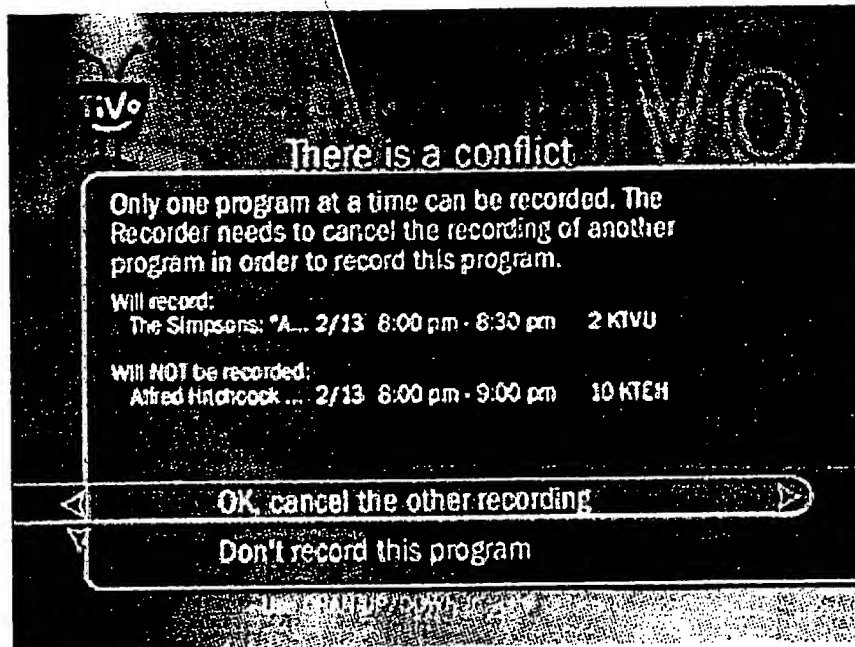 TiVo
TiVo
There is a conflict
Only one program at a time can be recorded. The
Recorder needs to cancel the recording of another
program in order to record this program.
Will record:
The Simpsons: "A... 2/13 8:00 pm - 8:30 pm 2 KTVU
Will NOT be recorded:
Alfred Hitchcock ... 2/13 8:00 pm - 9:00 pm 10 KTEH
OK, cancel the other recording
Don't record this program